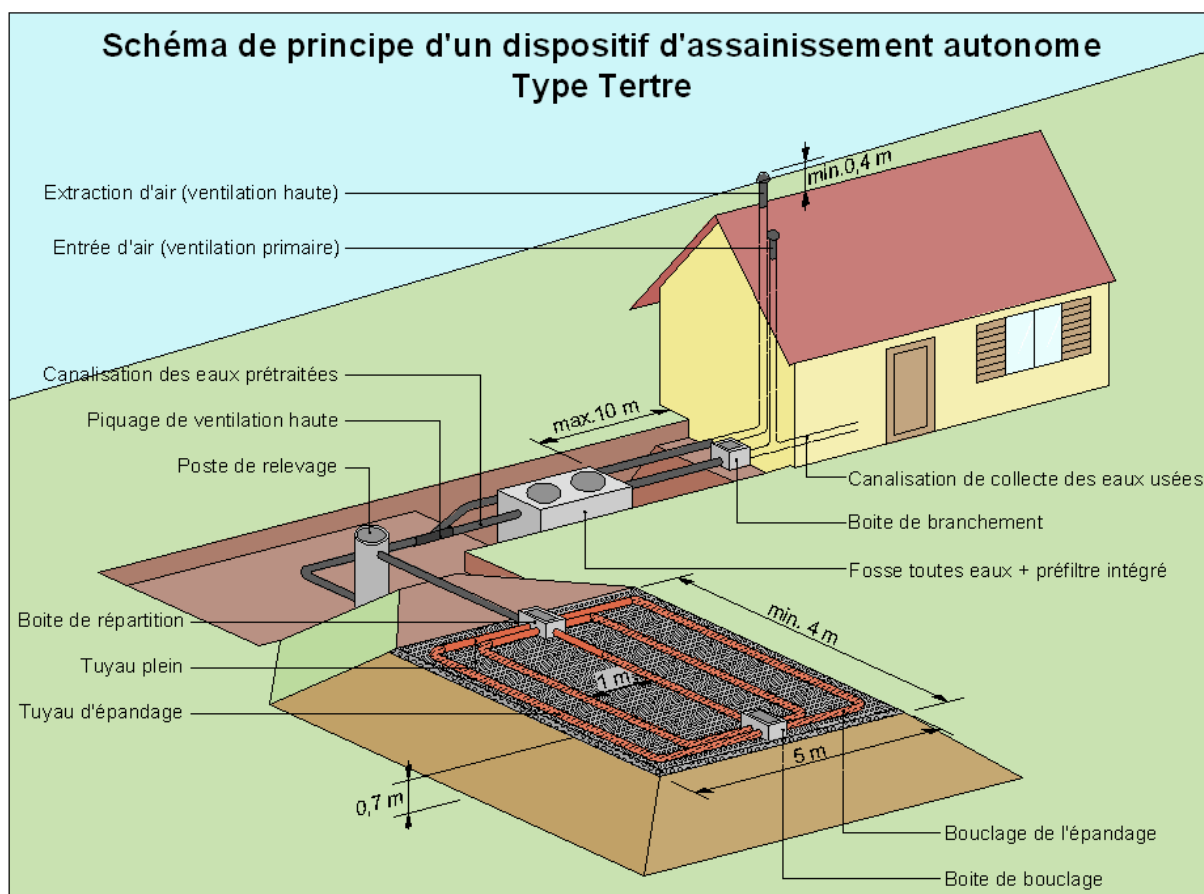 Schéma de principe d'un dispositif d'assainissement autonome
Type Tertre
min.0,4 m
Extraction d'air (ventilation haute)
Entrée d'air (ventilation primaire)
Canalisation des eaux prétraitées
max.10 m
Piquage de ventilation haute
Poste de relevage
Canalisation de collecte des eaux usées
Boite de branchement
Fosse toutes eaux + préfiltre intégré
min. 4 m
Boite de répartition
Tuyau plein
1 m
Tuyau d'épandage
5 m
0,7 m
Bouclage de l'épandage
Boite de bouclage